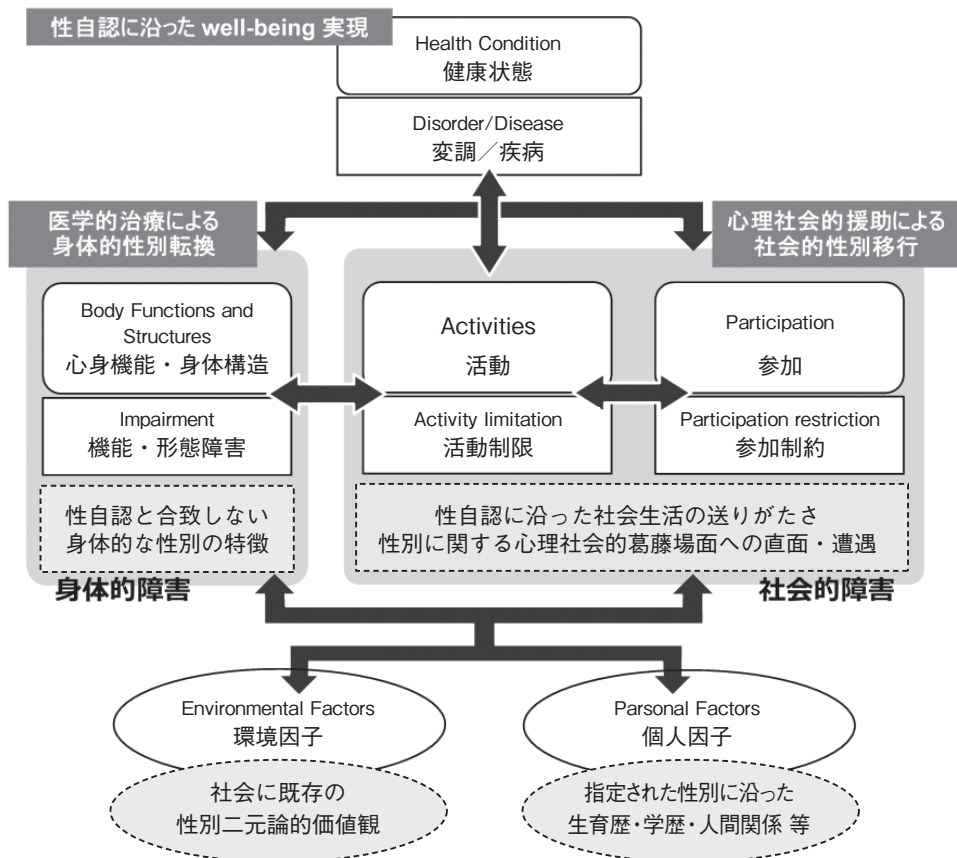 性自認に沿った well-being 実現
Health Condition
健康状態
Disorder/Disease
変調／疾病
医学的治療による
身体的性別転換
心理社会的援助による
社会的性別移行
Body Functions and
Structures
心身機能・身体構造
Impairment
機能・形態障害
性自認と合致しない
身体的な性別の特徴
身体的障害
Activities
活動
Activity limitation
活動制限
Participation
参加
Participation restriction
参加制約
性自認に沿った社会生活の送りがたさ
性別に関する心理社会的葛藤場面への直面・遭遇
社会的障害
Environmental Factors
環境因子
社会に既存の
性別二元論的価値観
Parsonal Factors
個人因子
指定された性別に沿った
生育歴・学歴・人間関係 等